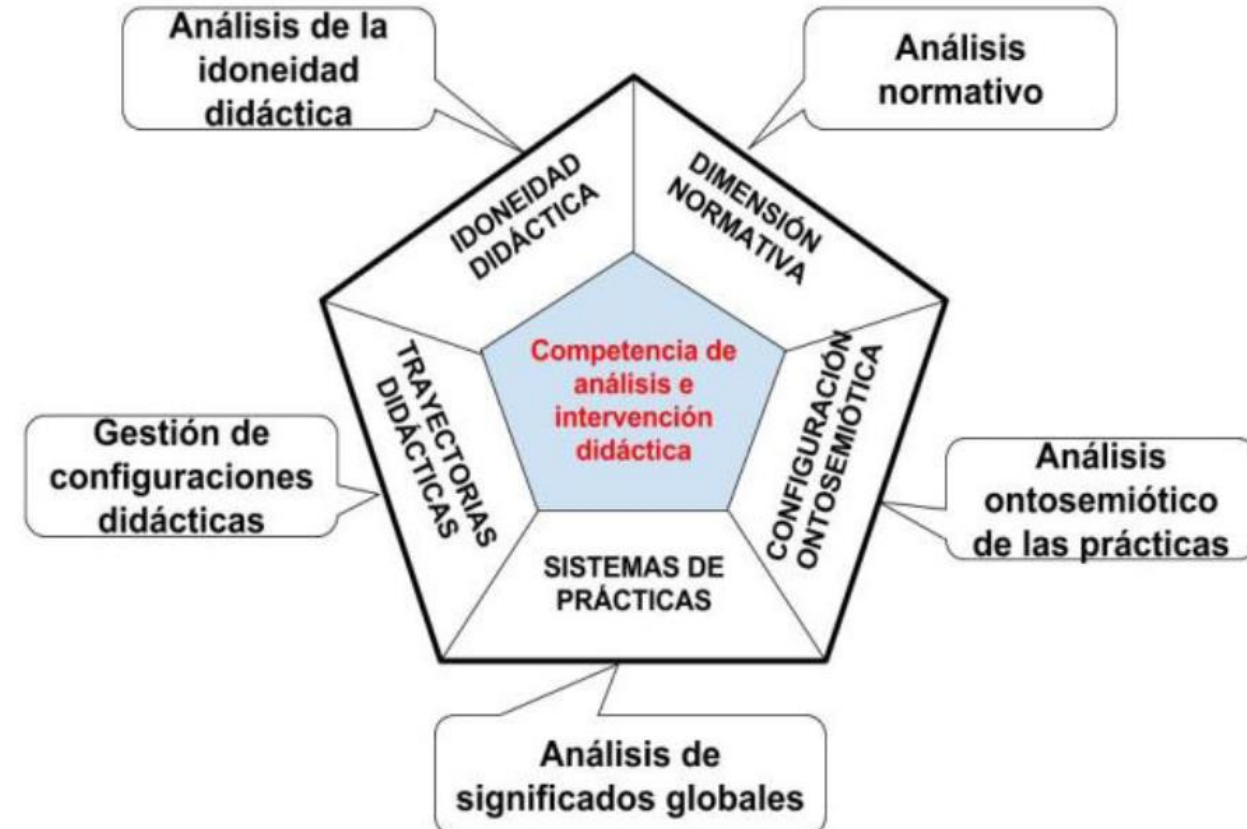 Análisis de la
idoneidad
didáctica
Análisis
normativo
IDONEIDAD
DIDÁCTICA
DIMENSIÓN
NORMATIVA
Competencia de
análisis e
intervención
didáctica
TRAYECTORIAS
DIDÁCTICAS
CONFIGURACIÓN
ONTOSEMIÓTICA
Gestión de
configuraciones
didácticas
Análisis
ontosemiótico
de las prácticas
SISTEMAS DE
PRÁCTICAS
Análisis de
significados globales